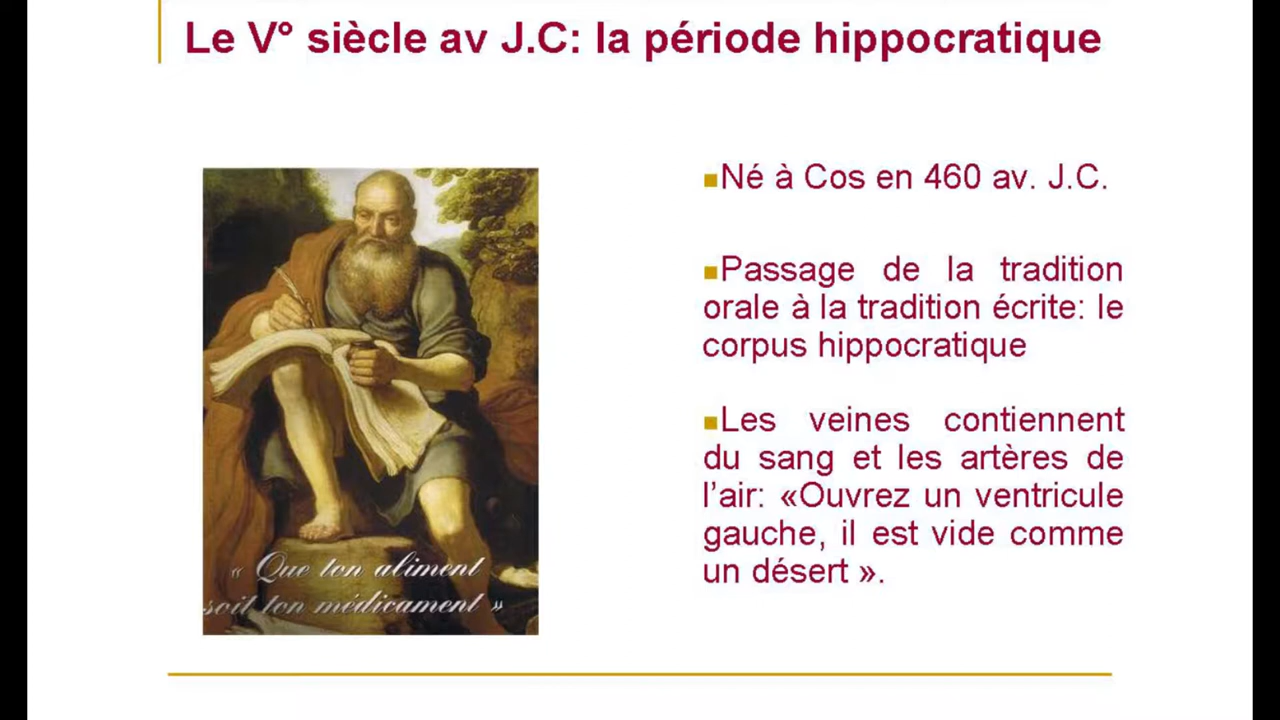 Le V° siècle av J.C: la période hippocratique
Né à Cos en 460 av. J.C.
Passage de la tradition
orale à la tradition écrite: le
corpus hippocratique
Les veines contiennent
du sang et les artères de
l’air: «Ouvrez un ventricule
gauche, il est vide comme
un désert ».
« Que ton aliment
soit ton médicament »